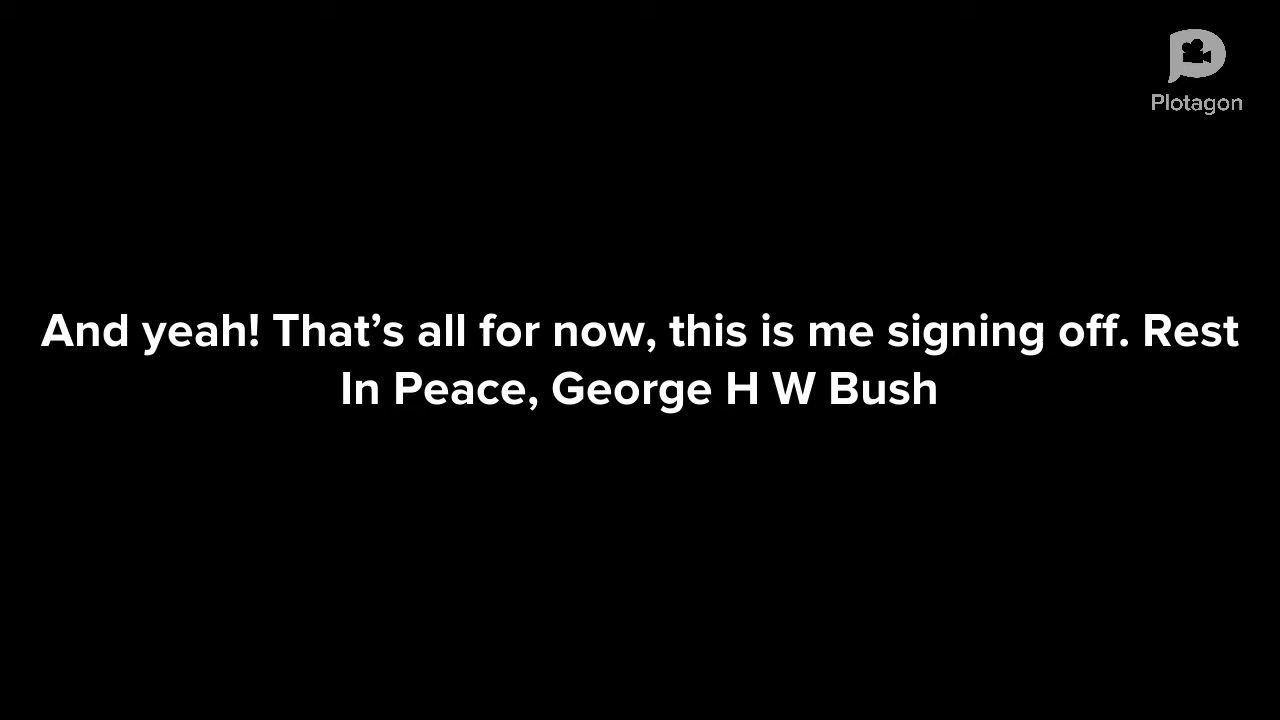 Plotagon
And yeah! That’s all for now, this is me signing off. Rest
In Peace, George H W Bush